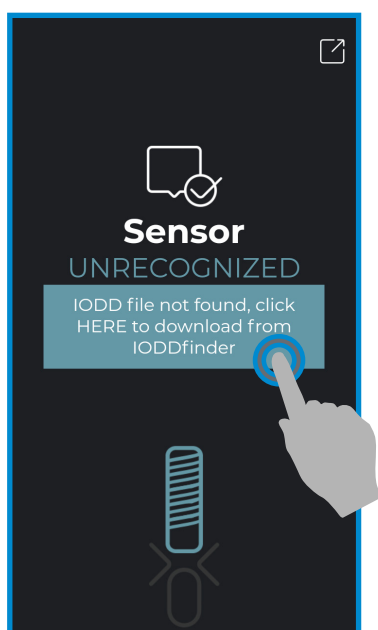 Sensor
UNRECOGNIZED
IODD file not found, click
HERE to download from
IODDfinder